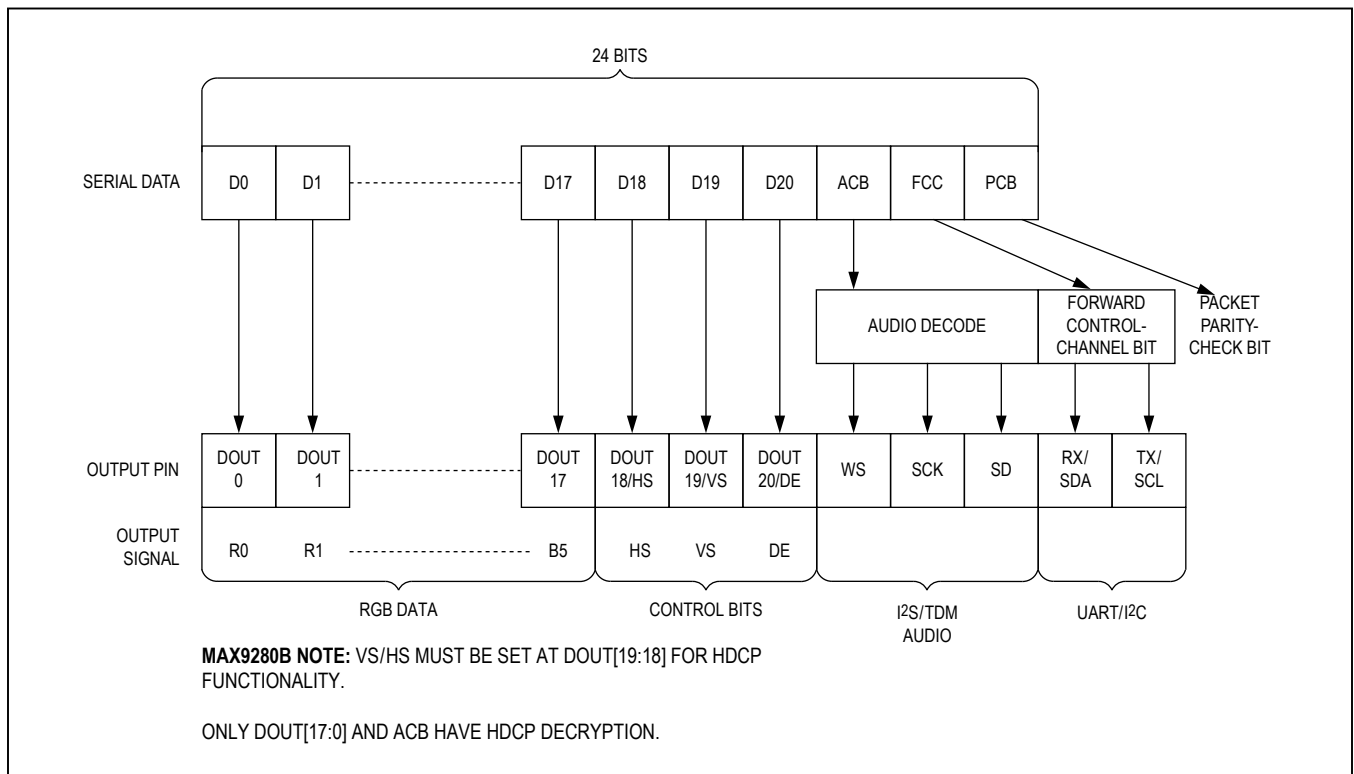 24 BITS
SERIAL DATA D0 D1 D17 D18 D19 D20 ACB FCC PCB
AUDIO DECODE
FORWARD
CONTROL-
CHANNEL BIT
PACKET
PARITY-
CHECK BIT
OUTPUT PIN
DOUT
0
DOUT
1
DOUT
17
DOUT
18/HS
DOUT
19/VS
DOUT
20/DE
WS
SCK
SD
RX/
SDA
TX/
SCL
OUTPUT
SIGNAL
R0 R1 B5 HS VS DE
RGB DATA
CONTROL BITS
I2S/TDM
AUDIO
UART/I2C
MAX9280B NOTE: VS/HS MUST BE SET AT DOUT[19:18] FOR HDCP
FUNCTIONALITY.
ONLY DOUT[17:0] AND ACB HAVE HDCP DECRYPTION.